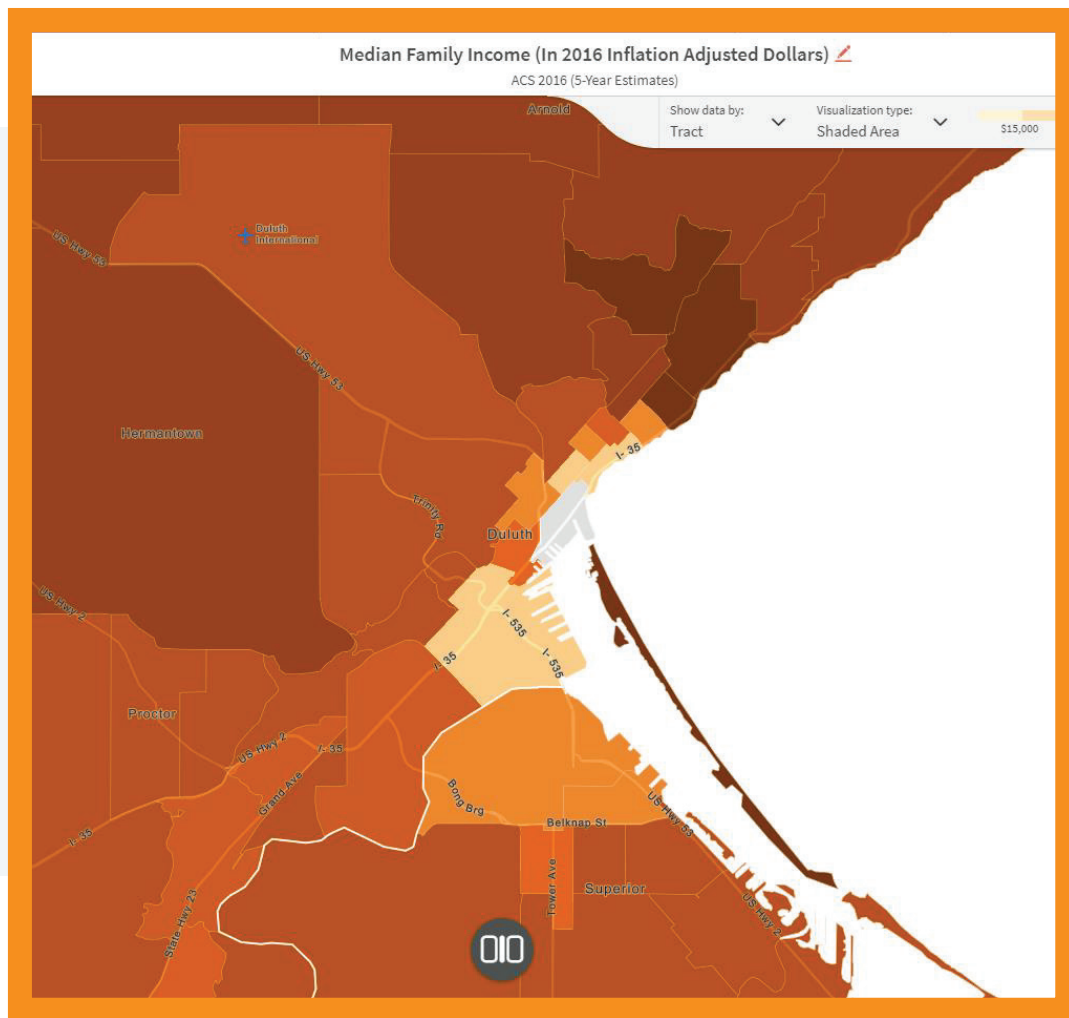 Median Family Income (In 2016 Inflation Adjusted Dollars)
ACS 2016 (5-Year Estimates)
Show data by:
Tract
Visualization type:
Shaded Area
$15,000
Arnold
US Hwy 53
Duluth
International
US Hwy 53
Hermantown
I- 35
Trinity Rd
Duluth
US Hwy 2
I- 535
I- 535
I- 35
Proctor
US Hwy 2
I- 35
Grand Ave
Bong Brg
US Hwy 53
Belknap St
I- 35
Tower Ave
Superior
State Hwy 23
US Hwy 2